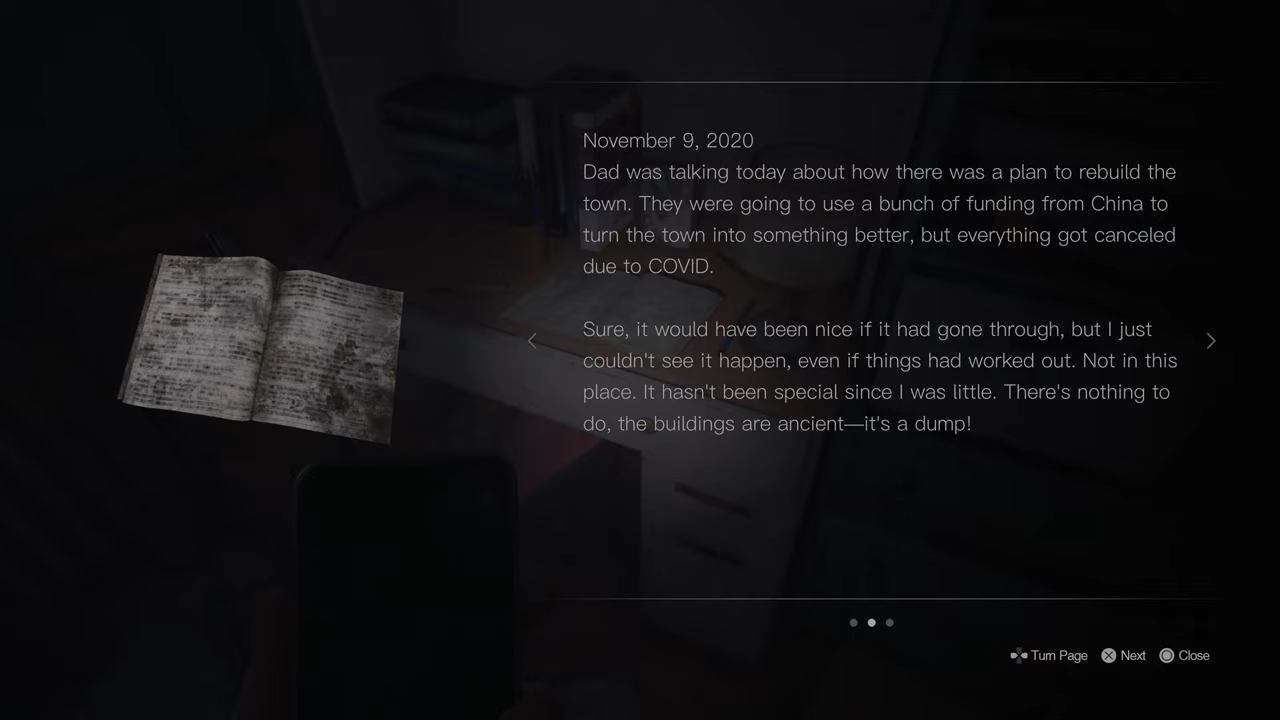 November 9, 2020
Dad was talking today about how there was a plan to rebuild the
town. They were going to use a bunch of funding from China to
turn the town into something better, but everything got canceled
due to COVID.
Sure, it would have been nice if it had gone through, but I just
couldn't see it happen, even if things had worked out. Not in this
place. It hasn't been special since I was little. There's nothing to
do, the buildings are ancient—it's a dump!
Turn Page Next Close